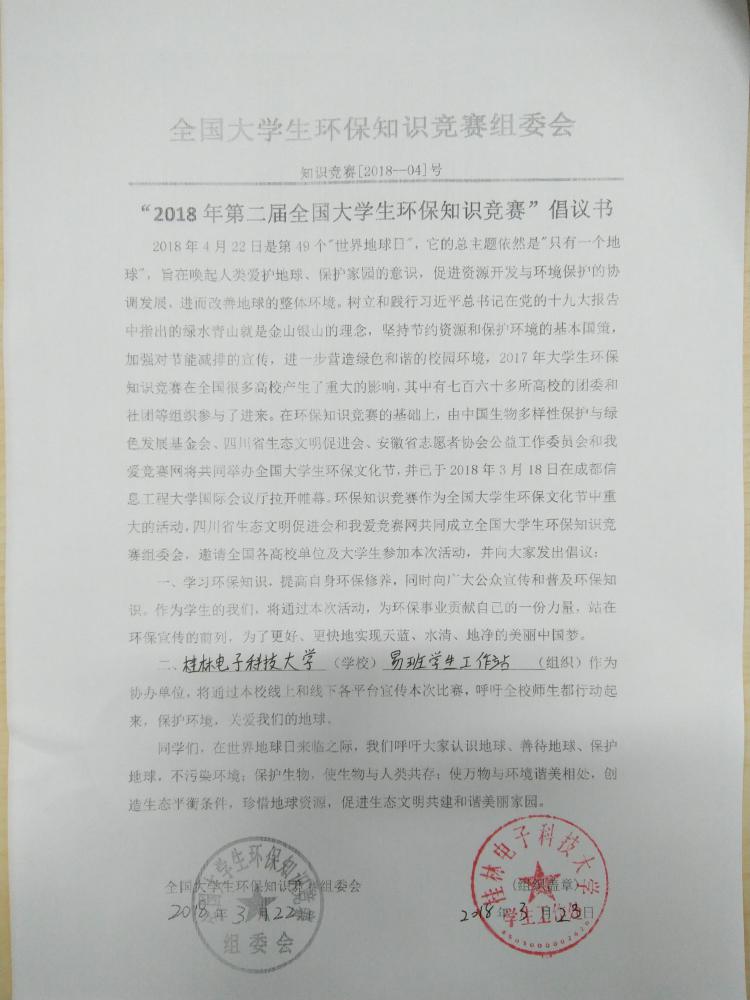 全国大学生环保知识竞赛组委会
知识竞赛[2018--04]号
“2018 年第二届全国大学生环保知识竞赛”倡议书
2018 年 4 月 22 日是第 49 个"世界地球日"，它的总主题依然是"只有一个地
球"，旨在唤起人类爱护地球、保护家园的意识，促进资源开发与环境保护的协
调发展、进而改善地球的整体环境。树立和践行习近平总书记在党的十九大报告
中指出的绿水青山就是金山银山的理念，坚持节约资源和保护环境的基本国策，
加强对节能减排的宣传，进一步营造绿色和谐的校园环境，2017 年大学生环保
知识竞赛在全国很多高校产生了重大的影响，其中有七百六十多所高校的团委和
社团等组织参与了进来。在环保知识竞赛的基础上，由中国生物多样性保护与绿
色发展基金会、四川省生态文明促进会、安徽省志愿者协会公益工作委员会和我
爱竞赛网将共同举办全国大学生环保文化节，并已于 2018 年 3 月 18 日在成都信
息工程大学国际会议厅拉开帷幕。环保知识竞赛作为全国大学生环保文化节中重
大的活动，四川省生态文明促进会和我爱竞赛网共同成立全国大学生环保知识竞
赛组委会，邀请全国各高校单位及大学生参加本次活动，并向大家发出倡议：
一、学习环保知识，提高自身环保修养，同时向广大公众宣传和普及环保知
识。作为学生的我们，将通过本次活动，为环保事业贡献自己的一份力量，站在
环保宣传的前列，为了更好、更快地实现天蓝、水清、地净的美丽中国梦。
二、桂林电子科技大学（学校）易班学生工作站（组织）作为
协办单位，将通过本校线上和线下各平台宣传本次比赛，呼吁全校师生都行动起
来，保护环境，关爱我们的地球。
同学们，在世界地球日来临之际，我们呼吁大家认识地球、善待地球、保护
地球，不污染环境；保护生物，使生物与人类共存；使万物与环境谐美相处，创
造生态平衡条件，珍惜地球资源，促进生态文明共建和谐美丽家园。
全国大学生环保知识竞赛组委会
2018 年 3 月 22
组委会
桂林电子科技大学
（组织盖章）
2018 年 3 月 23 日